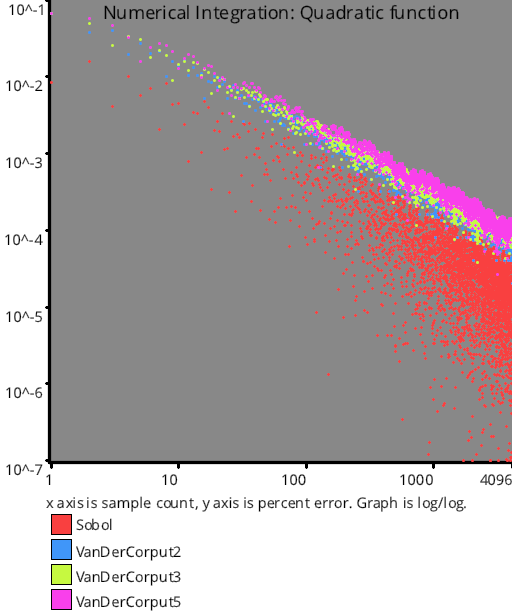 Numerical Integration: Quadratic function
10^-1
10^-2
10^-3
10^-4
10^-5
10^-6
10^-7
1 10 100 1000 4096
x axis is sample count, y axis is percent error. Graph is log/log.
Sobol
VanDerCorput2
VanDerCorput3
VanDerCorput5